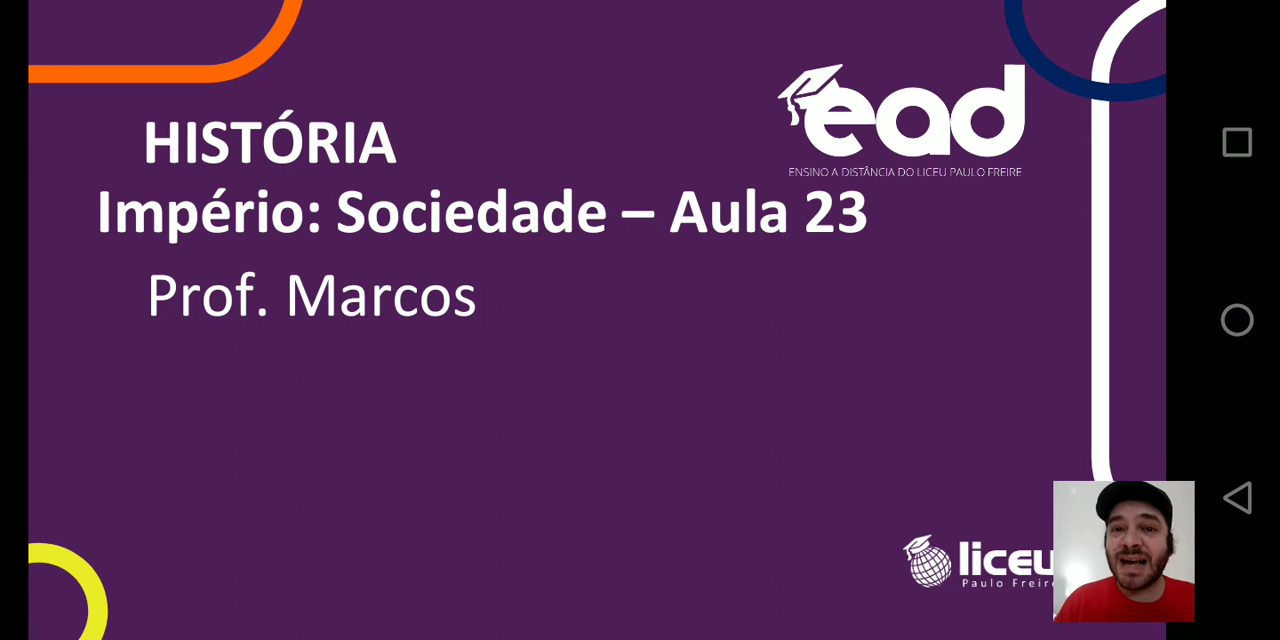 HISTÓRIA
Império: Sociedade – Aula 23
Prof. Marcos
ead
ENSINO A DISTÂNCIA DO LICEU PAULO FREIRE
liceu
Paulo Freire